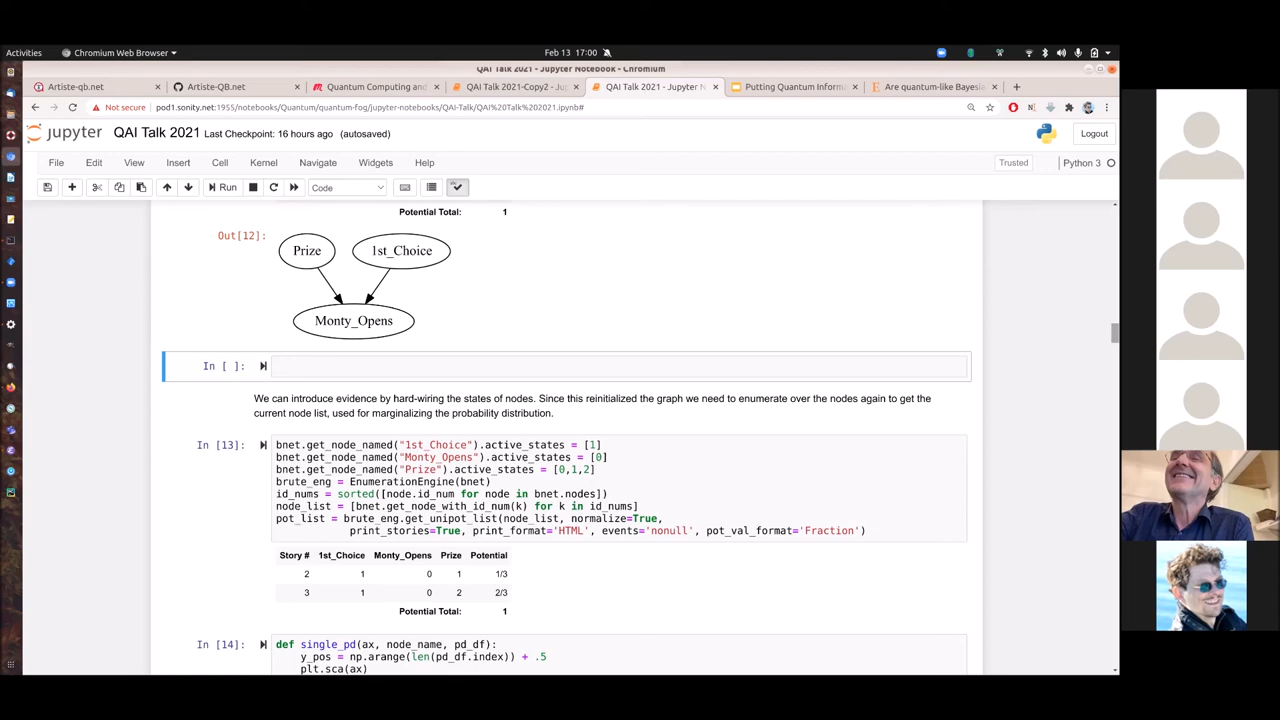 Activities
Chromium Web Browser
Feb 13 17:00
QAI Talk 2021 - Jupyter Notebook - Chromium
Artiste-qb.net
Artiste-QB.net
Quantum Computing and
QAI Talk 2021-Copy2 - Jup
QAI Talk 2021 - Jupyter N
Putting Quantum Informi
Are quantum-like Bayesia
Not secure
pod1.sonity.net:1955/notebooks/Quantum/quantum-fog/jupyter-notebooks/QAI-Talk/QAI%20Talk%202021.ipynb#
jupyter
QAI Talk 2021 Last Checkpoint: 16 hours ago (autosaved)
Logout
File Edit View Insert Cell Kernel Navigate Widgets Help
Trusted
Python 3
Run
Code
Potential Total: 1
Out[12]:
Prize
1st_Choice
Monty_Opens
In [ ]:
We can introduce evidence by hard-wiring the states of nodes. Since this reinitialized the graph we need to enumerate over the nodes again to get the
current node list, used for marginalizing the probability distribution.
In [13]:
bnet.get_node_named("1st_Choice").active_states = [1]
bnet.get_node_named("Monty_Opens").active_states = [0]
bnet.get_node_named("Prize").active_states = [0,1,2]
brute_eng = EnumerationEngine(bnet)
id_nums = sorted([node.id_num for node in bnet.nodes])
node_list = [bnet.get_node_with_id_num(k) for k in id_nums]
pot_list = brute_eng.get_unipot_list(node_list, normalize=True,
print_stories=True, print_format='HTML', events='nonull', pot_val_format='Fraction')
Story # 1st_Choice Monty_Opens Prize Potential
2 1 0 1 1/3
3 1 0 2 2/3
Potential Total: 1
In [14]:
def single_pd(ax, node_name, pd_df):
y_pos = np.arange(len(pd_df.index)) + .5
plt.sca(ax)